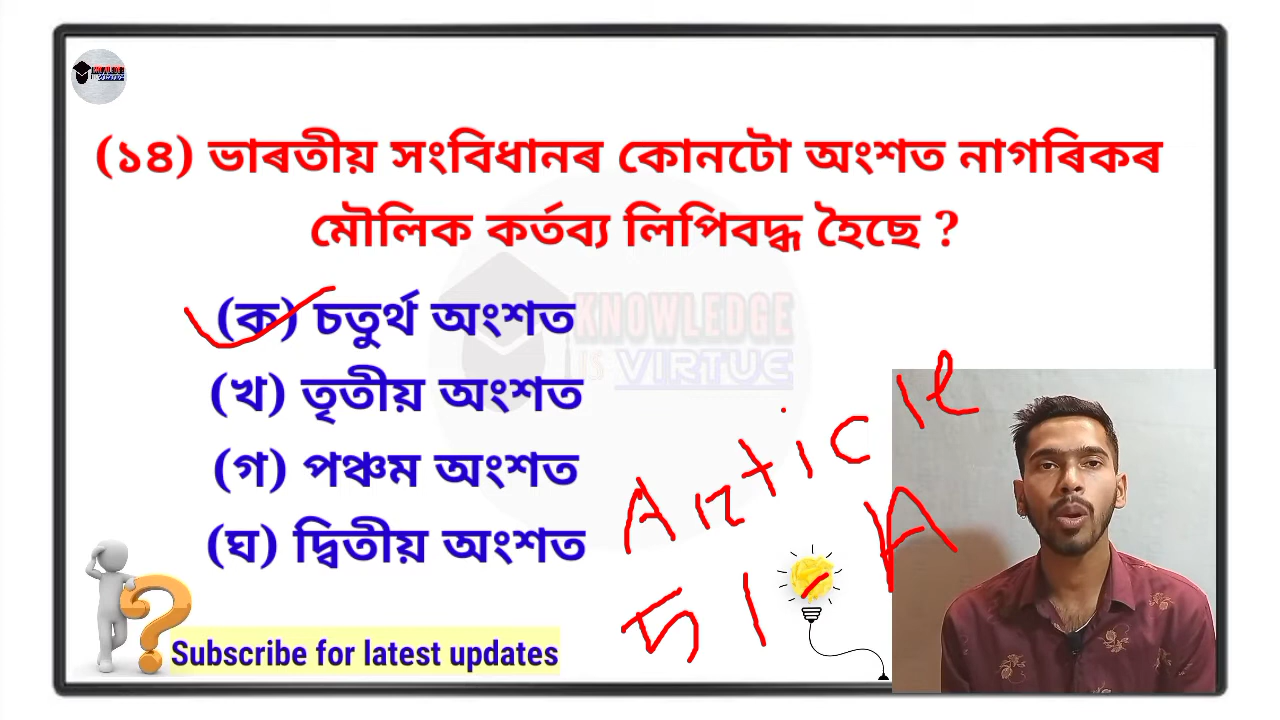 (১৪) ভাৰতীয় সংবিধানৰ কোনটো অংশত নাগৰিকৰ
মৌলিক কৰ্তব্য লিপিবদ্ধ হৈছে ?
(ক) চতুৰ্থ অংশত
(খ) তৃতীয় অংশত
(গ) পঞ্চম অংশত
(ঘ) দ্বিতীয় অংশত
KNOWLEDGE
IS VIRTUE
Article
51-A
Subscribe for latest updates